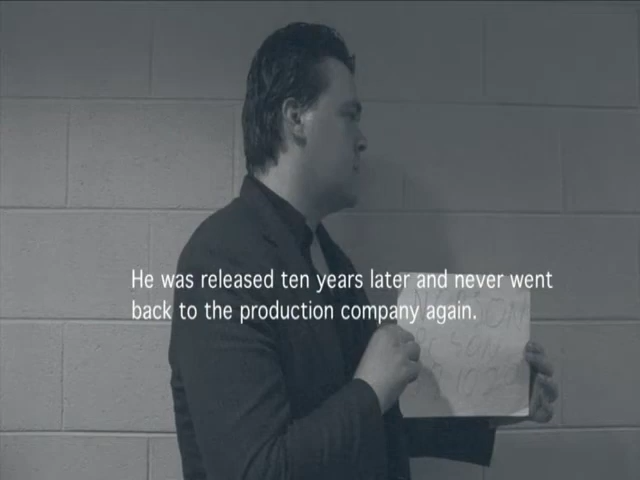 He was released ten years later and never went
back to the production company again.